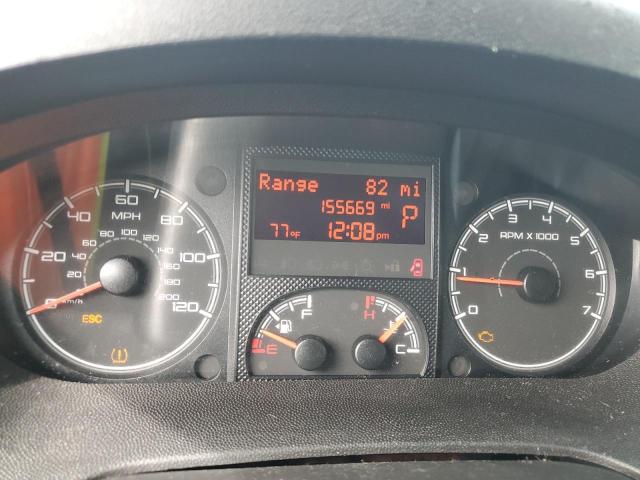 Range 82 mi
155669 mi P
77°F 12:08 pm
0 20 40 60 80 100 120
MPH
0 20 40 60 80 100 120 140 160 180 200
km/h
ESC
F
E
H
C
0 1 2 3 4 5 6 7
RPM X 1000